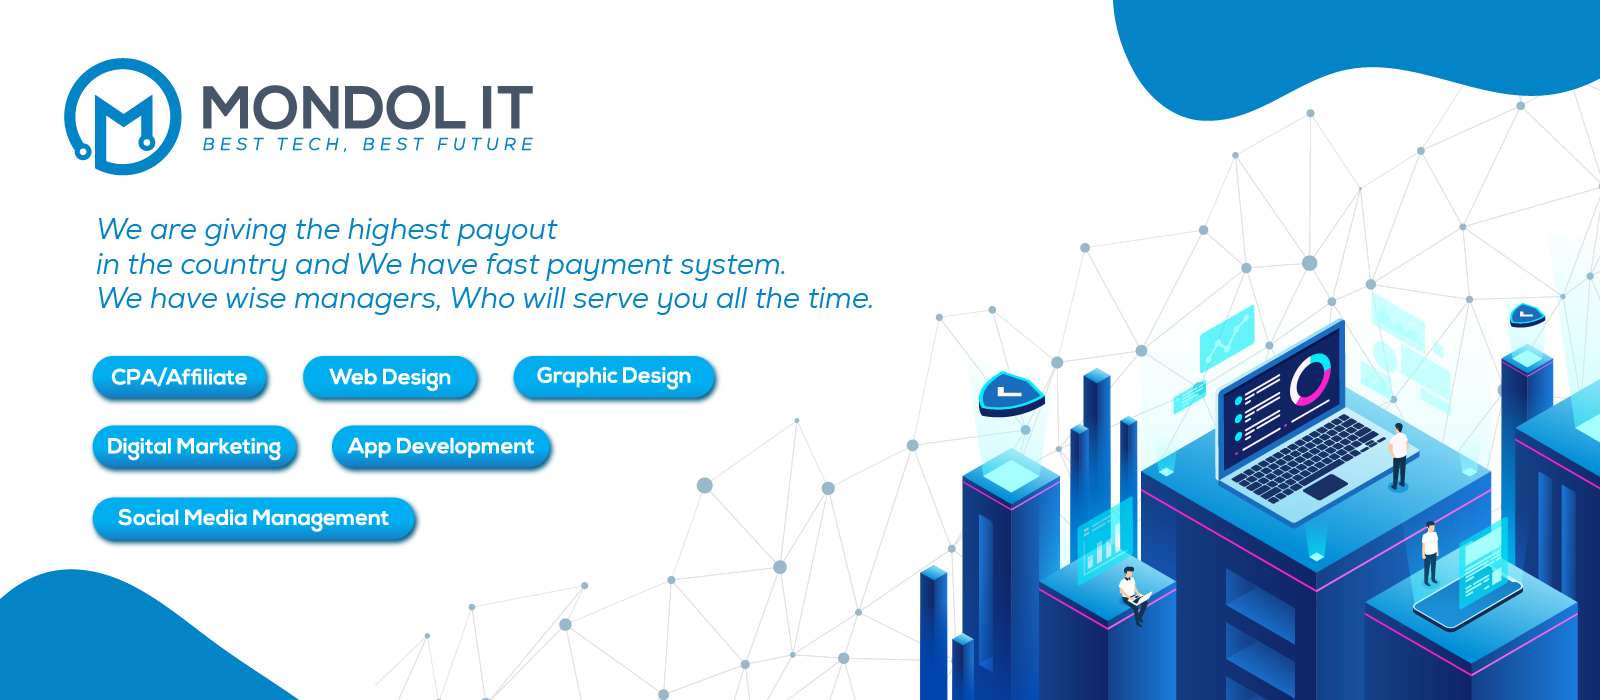 MONDOL IT
BEST TECH, BEST FUTURE
We are giving the highest payout
in the country and We have fast payment system.
We have wise managers, Who will serve you all the time.
CPA/Affiliate
Web Design
Graphic Design
Digital Marketing
App Development
Social Media Management